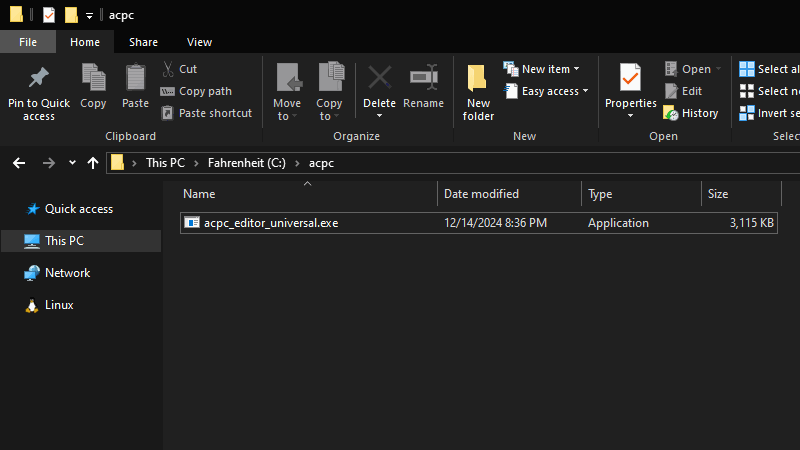 acpc
File Home Share View
Pin to Quick access
Copy
Paste
Cut
Copy path
Paste shortcut
Clipboard
Move to
Copy to
Delete
Rename
Organize
New folder
New item
Easy access
New
Properties
Open
Edit
History
Open
Select al
Select no
Invert se
Select
This PC > Fahrenheit (C:) > acpc
Name Date modified Type Size
acpc_editor_universal.exe 12/14/2024 8:36 PM Application 3,115 KB
Quick access
This PC
Network
Linux